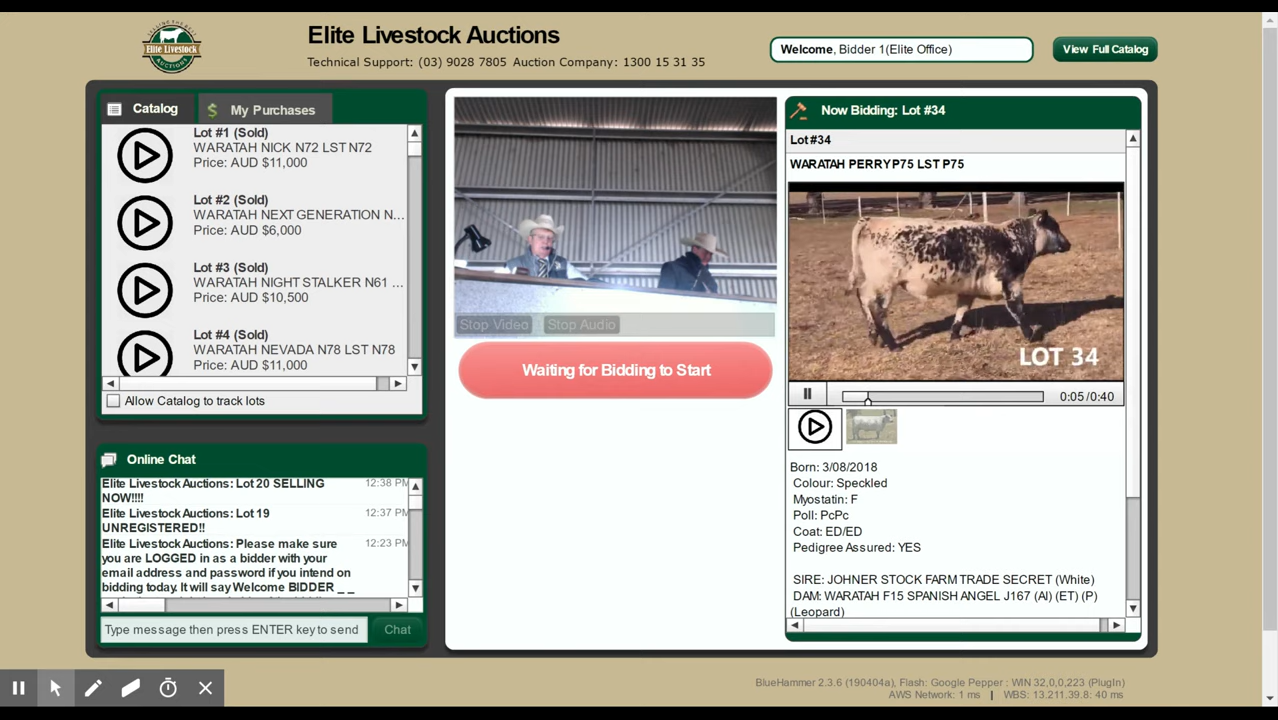 Elite Livestock Auctions
Technical Support: (03) 9028 7805 Auction Company: 1300 15 31 35
Welcome, Bidder 1(Elite Office)
View Full Catalog
Elite Livestock
AUCTIONS
Catalog
My Purchases
Lot #1 (Sold)
WARATAH NICK N72 LST N72
Price: AUD $11,000
Lot #2 (Sold)
WARATAH NEXT GENERATION N...
Price: AUD $6,000
Lot #3 (Sold)
WARATAH NIGHT STALKER N61 ...
Price: AUD $10,500
Lot #4 (Sold)
WARATAH NEVADA N78 LST N78
Price: AUD $11,000
Allow Catalog to track lots
Online Chat
Elite Livestock Auctions: Lot 20 SELLING 12:38 PM
NOW!!!!
Elite Livestock Auctions: Lot 19 12:37 PM
UNREGISTERED!!
Elite Livestock Auctions: Please make sure 12:23 PM
you are LOGGED in as a bidder with your
email address and password if you intend on
bidding today. It will say Welcome BIDDER _ _
Type message then press ENTER key to send
Chat
Stop Video
Stop Audio
Waiting for Bidding to Start
Now Bidding: Lot #34
Lot #34
WARATAH PERRY P75 LST P75
LOT 34
0:05 /0:40
Born: 3/08/2018
Colour: Speckled
Myostatin: F
Poll: PcPc
Coat: ED/ED
Pedigree Assured: YES
SIRE: JOHNER STOCK FARM TRADE SECRET (White)
DAM: WARATAH F15 SPANISH ANGEL J167 (AI) (ET) (P)
(Leopard)
BlueHammer 2.3.6 (190404a), Flash: Google Pepper : WIN 32,0,0,223 (PlugIn)
AWS Network: 1 ms | WBS: 13.211.39.8: 40 ms